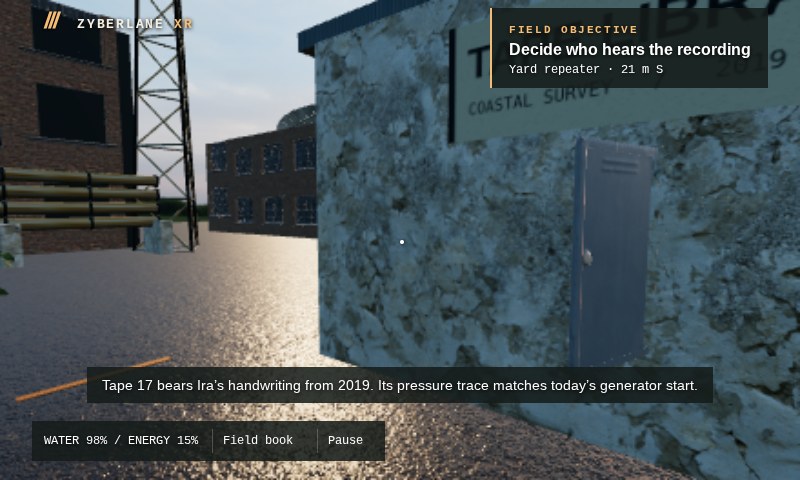 ZYBERLANE XR
FIELD OBJECTIVE
Decide who hears the recording
Yard repeater · 21 m S
2019
COASTAL SURVEY
Tape 17 bears Ira's handwriting from 2019. Its pressure trace matches today's generator start.
WATER 98% / ENERGY 15%
Field book
Pause